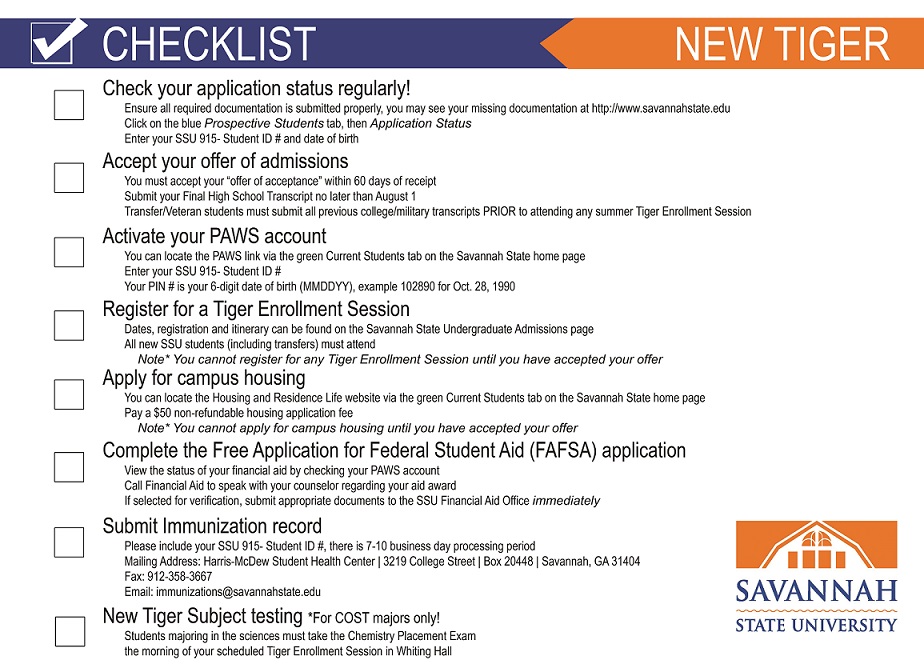 CHECKLIST
NEW TIGER
Check your application status regularly!
Ensure all required documentation is submitted properly, you may see your missing documentation at http://www.savannahstate.edu
Click on the blue Prospective Students tab, then Application Status
Enter your SSU 915- Student ID # and date of birth
Accept your offer of admissions
You must accept your “offer of acceptance” within 60 days of receipt
Submit your Final High School Transcript no later than August 1
Transfer/Veteran students must submit all previous college/military transcripts PRIOR to attending any summer Tiger Enrollment Session
Activate your PAWS account
You can locate the PAWS link via the green Current Students tab on the Savannah State home page
Enter your SSU 915- Student ID #
Your PIN # is your 6-digit date of birth (MMDDYY), example 102890 for Oct. 28, 1990
Register for a Tiger Enrollment Session
Dates, registration and itinerary can be found on the Savannah State Undergraduate Admissions page
All new SSU students (including transfers) must attend
Note* You cannot register for any Tiger Enrollment Session until you have accepted your offer
Apply for campus housing
You can locate the Housing and Residence Life website via the green Current Students tab on the Savannah State home page
Pay a $50 non-refundable housing application fee
Note* You cannot apply for campus housing until you have accepted your offer
Complete the Free Application for Federal Student Aid (FAFSA) application
View the status of your financial aid by checking your PAWS account
Call Financial Aid to speak with your counselor regarding your aid award
If selected for verification, submit appropriate documents to the SSU Financial Aid Office immediately
Submit Immunization record
Please include your SSU 915- Student ID #, there is 7-10 business day processing period
Mailing Address: Harris-McDew Student Health Center | 3219 College Street | Box 20448 | Savannah, GA 31404
Fax: 912-358-3667
Email: immunizations@savannahstate.edu
New Tiger Subject testing *For COST majors only!
Students majoring in the sciences must take the Chemistry Placement Exam
the morning of your scheduled Tiger Enrollment Session in Whiting Hall
SAVANNAH
STATE UNIVERSITY